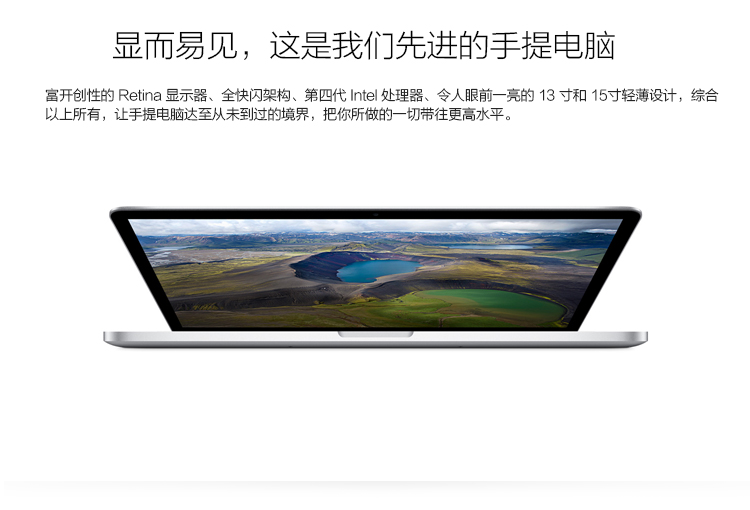 显而易见，这是我们先进的手提电脑
富开创性的 Retina 显示器、全快闪架构、第四代 Intel 处理器、令人眼前一亮的 13 寸和 15寸轻薄设计，综合
以上所有，让手提电脑达至从未到过的境界，把你所做的一切带往更高水平。